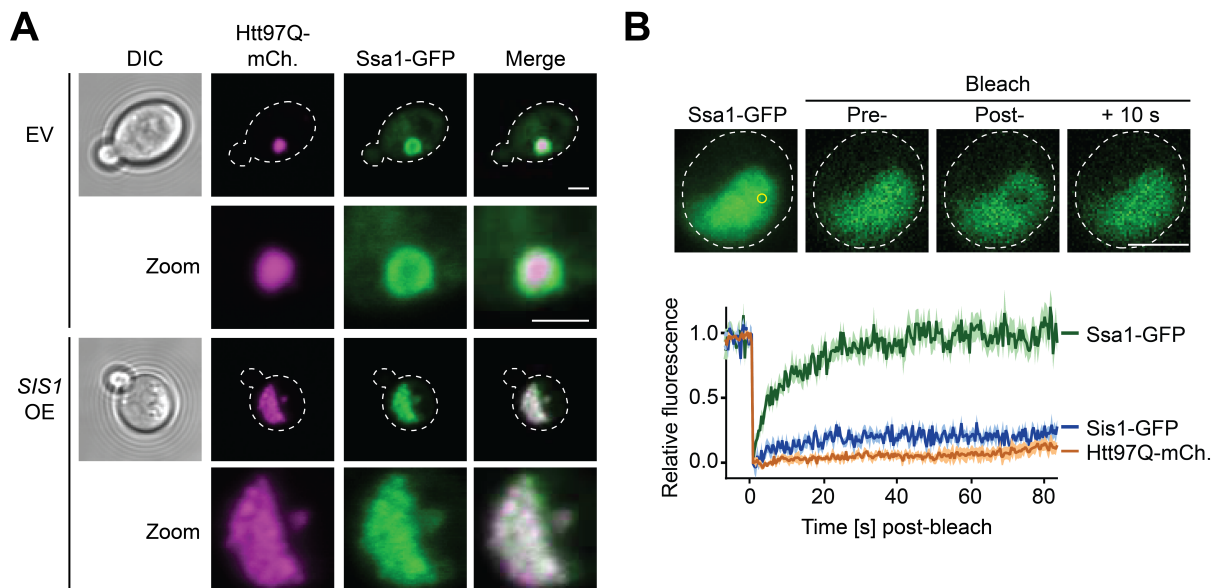 A
Htt97Q-
mCh.
DIC
Ssa1-GFP
Merge
EV
Zoom
SIS1
OE
Zoom
B
Bleach
Ssa1-GFP
Pre-
Post-
+ 10 s
Relative fluorescence
1.0
0.5
0.0
Ssa1-GFP
Sis1-GFP
Htt97Q-mCh.
0
20
40
60
80
Time [s] post-bleach